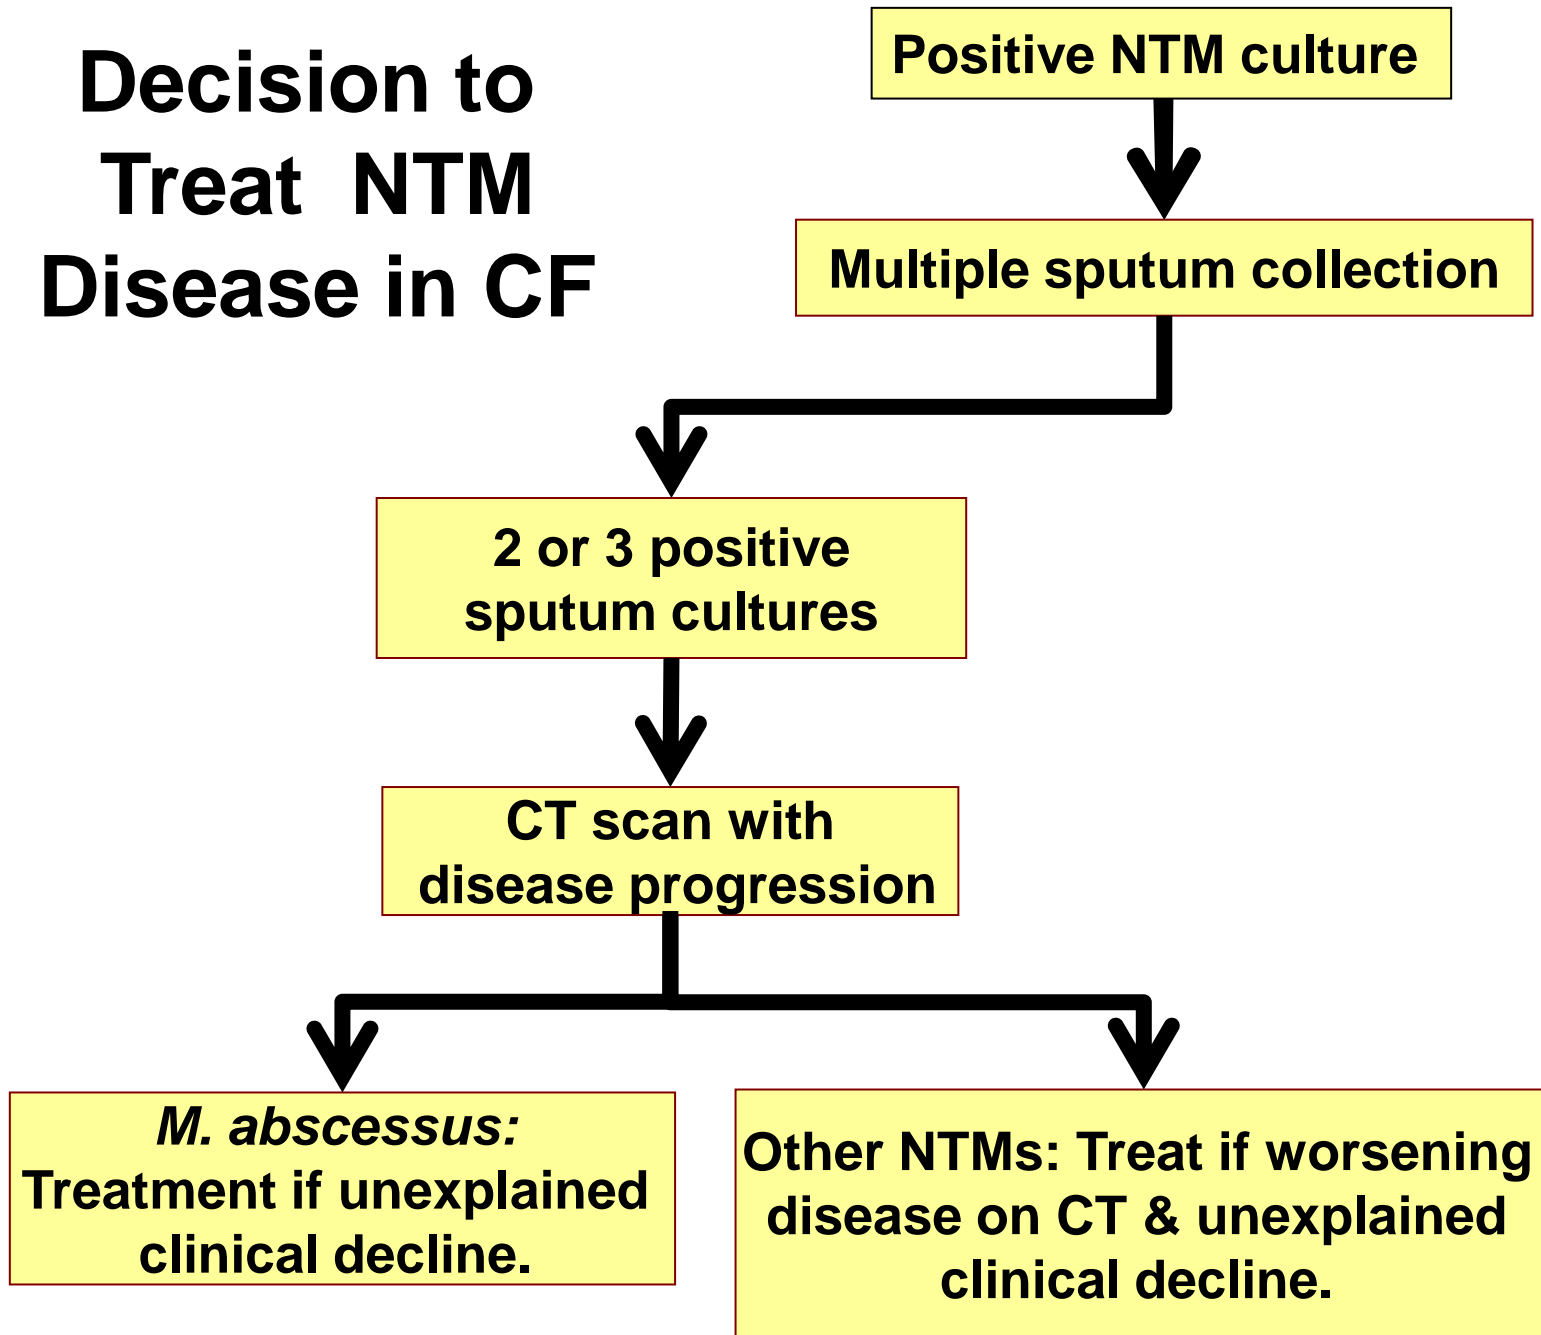 Decision to
Treat  NTM
Disease in CF
Positive NTM culture
Multiple sputum collection
2 or 3 positive
sputum cultures
CT scan with
disease progression
M. abscessus:
Treatment if unexplained
clinical decline.
Other NTMs: Treat if worsening
disease on CT & unexplained
clinical decline.